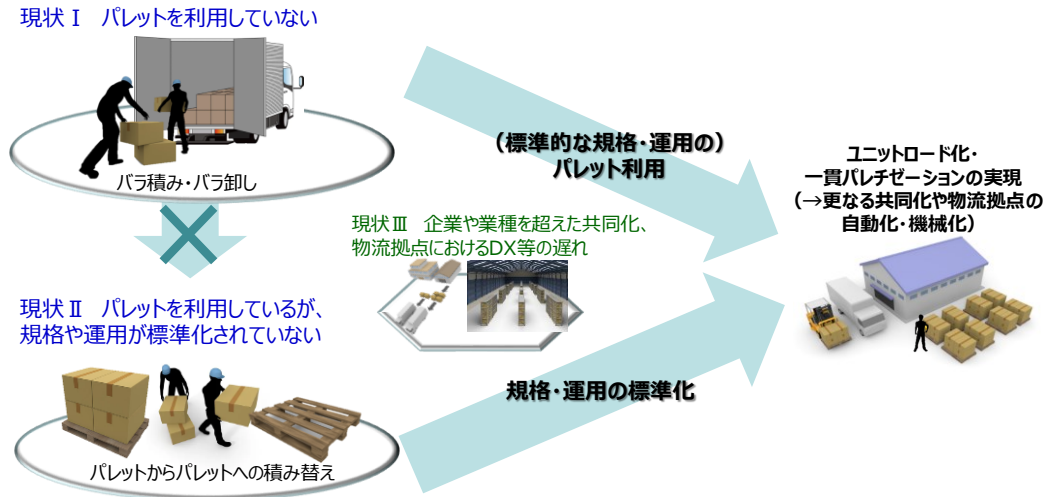 現状Ⅰ　パレットを利用していない
バラ積み・バラ卸し
（標準的な規格・運用の）
パレット利用
ユニットロード化・
一貫パレチゼーションの実現
（→更なる共同化や物流拠点の
自動化・機械化）
現状Ⅲ　企業や業種を超えた共同化、
物流拠点におけるDX等の遅れ
現状Ⅱ　パレットを利用しているが、
規格や運用が標準化されていない
規格・運用の標準化
パレットからパレットへの積み替え